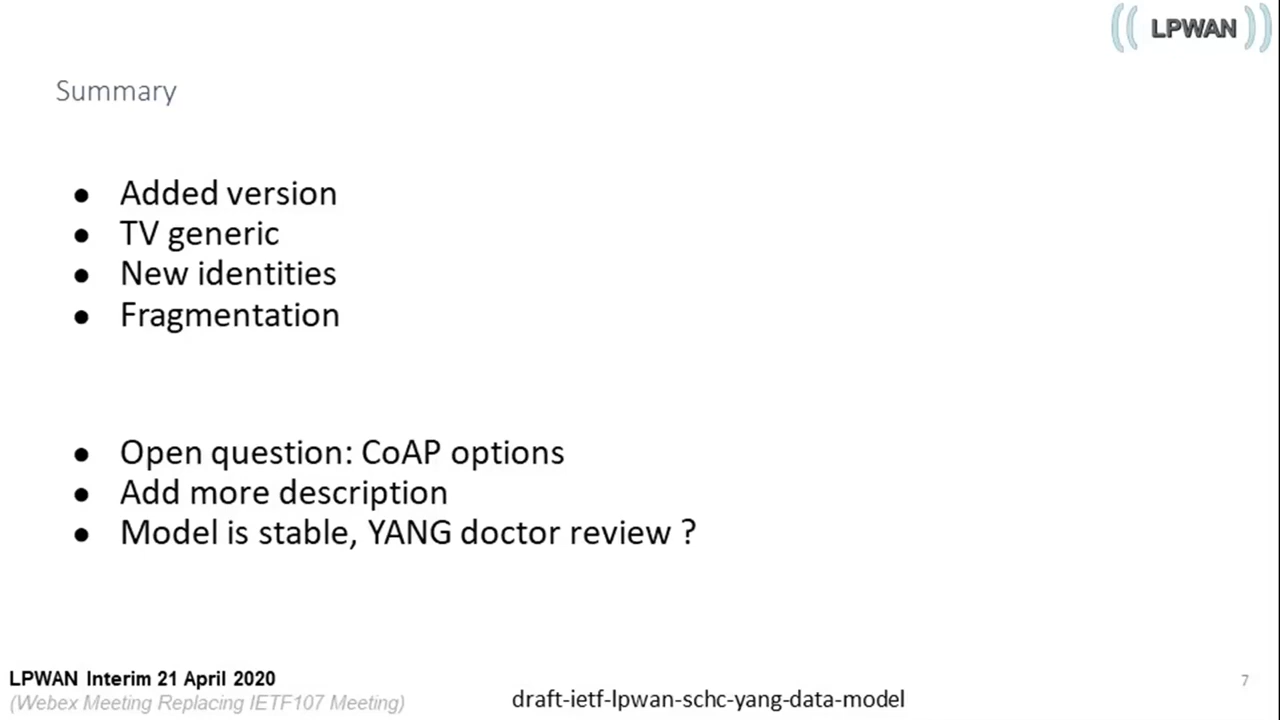 LPWAN
Summary
● Added version
● TV generic
● New identities
● Fragmentation
● Open question: CoAP options
● Add more description
● Model is stable, YANG doctor review ?
LPWAN Interim 21 April 2020
(Webex Meeting Replacing IETF107 Meeting)
draft-ietf-lpwan-schc-yang-data-model
7